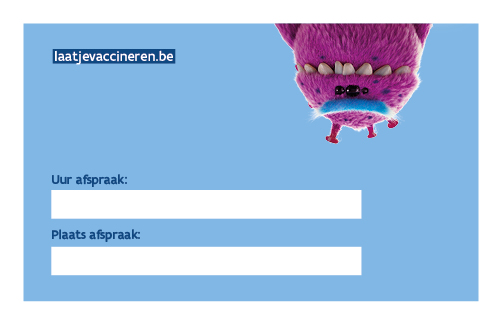 laatjevaccineren.be
Uur afspraak:
Plaats afspraak: